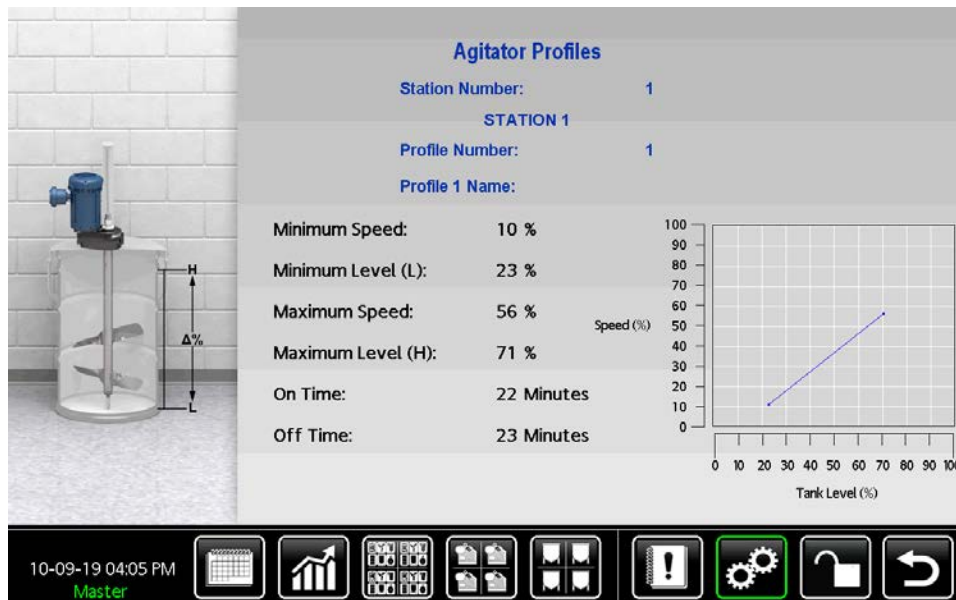 Agitator Profiles
Station Number: 1
STATION 1
Profile Number: 1
Profile 1 Name:
Minimum Speed: 10 %
Minimum Level (L): 23 %
Maximum Speed: 56 %
Maximum Level (H): 71 %
On Time: 22 Minutes
Off Time: 23 Minutes
H
Δ%
L
100
90
80
70
60
Speed (%) 50
40
30
20
10
0
0 10 20 30 40 50 60 70 80 90 100
Tank Level (%)
10-09-19 04:05 PM
Master